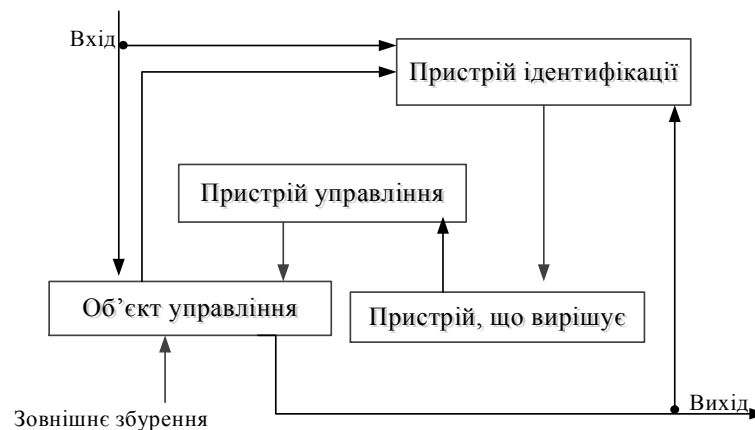 Вхід
Пристрій ідентифікації
Пристрій управління
Об’єкт управління
Пристрій, що вирішує
Вихід
Зовнішнє збурення